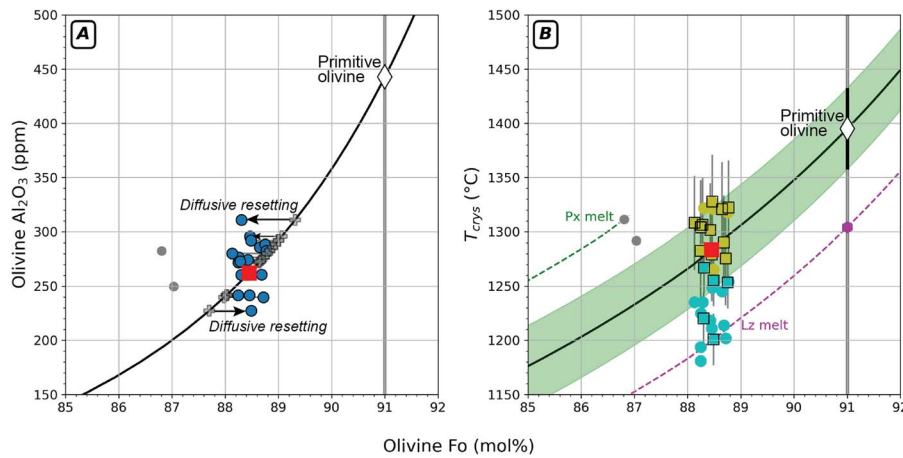 A
B
500
450
400
350
300
250
200
150
85
86
87
88
89
90
91
92
Olivine Al₂O₃ (ppm)
Primitive
olivine
Diffusive resetting
Diffusive resetting
1500
1450
1400
1350
1300
1250
1200
1150
85
86
87
88
89
90
91
92
T_crys (°C)
Primitive
olivine
Px melt
Lz melt
Olivine Fo (mol%)